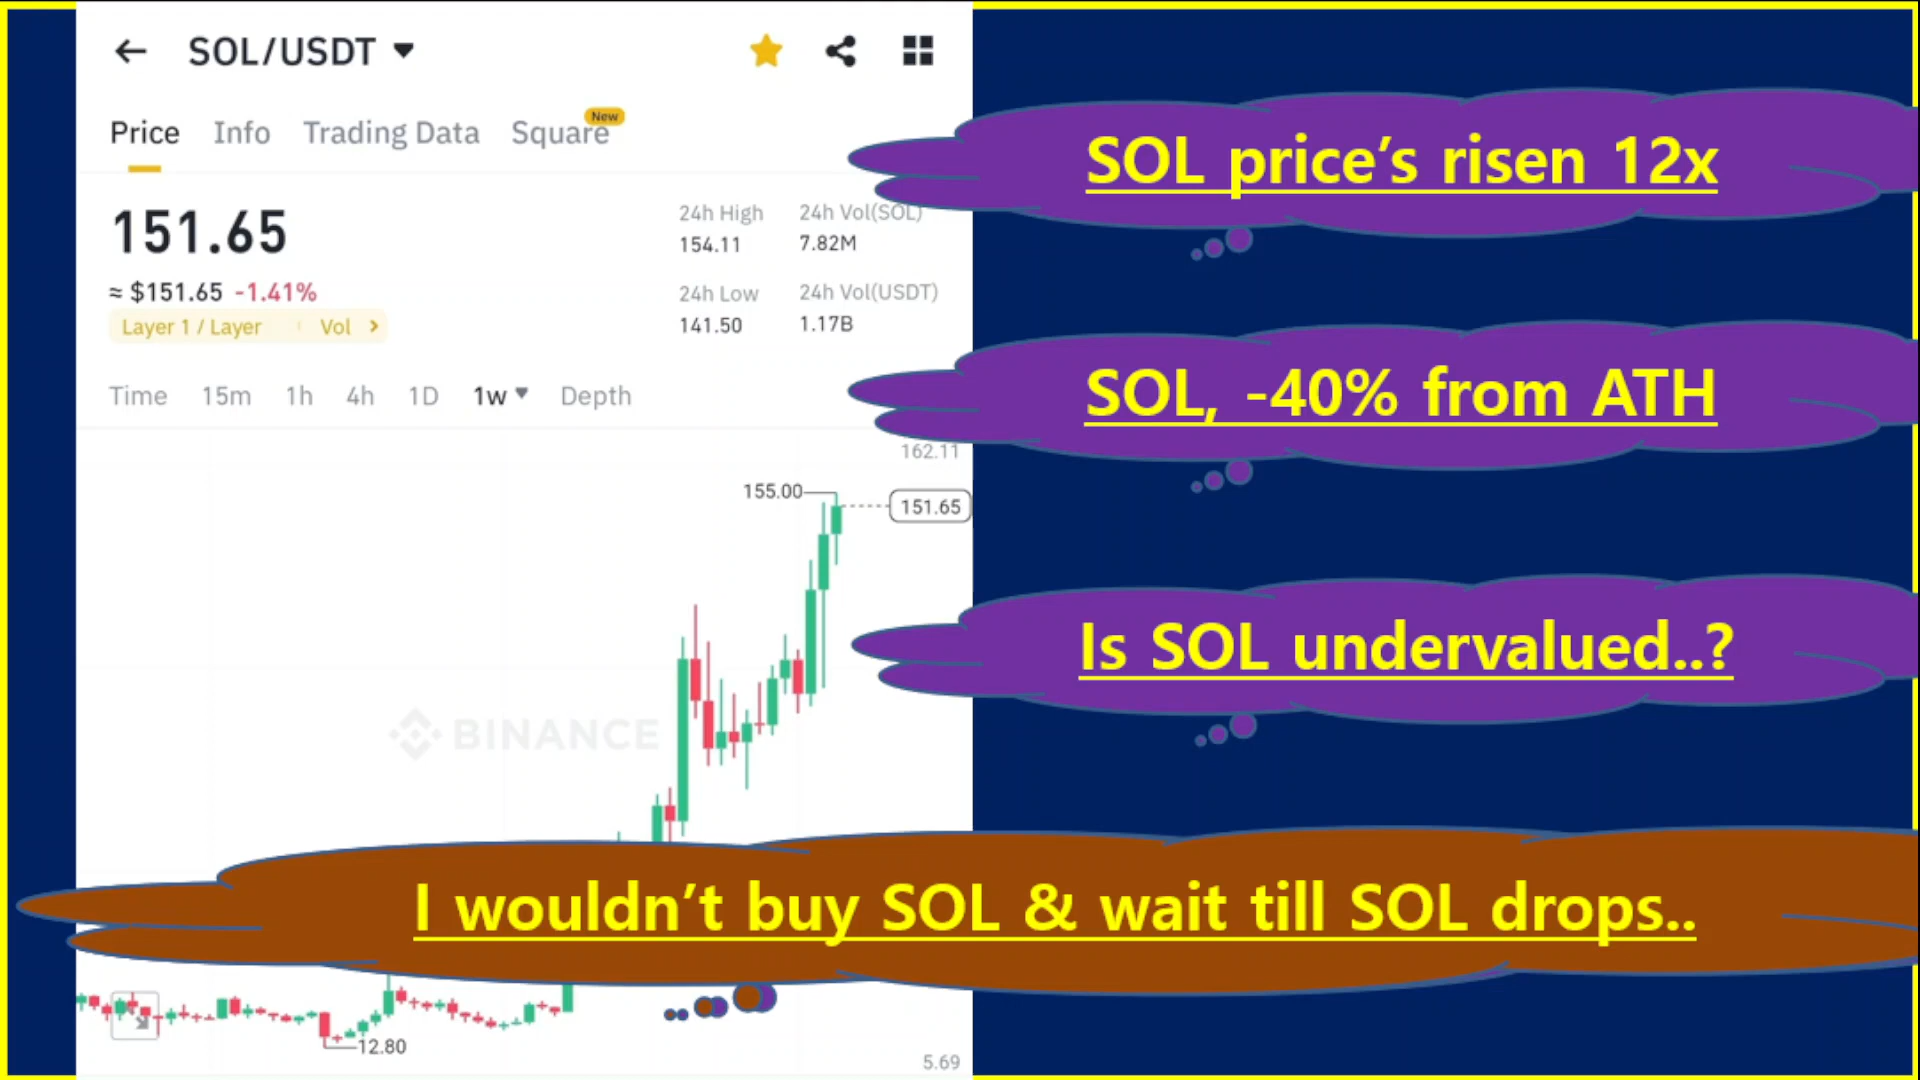 SOL/USDT
Price Info Trading Data Square New
151.65
≈ $151.65 -1.41%
Layer 1 / Layer Vol
24h High 24h Vol(SOL)
154.11 7.82M
24h Low 24h Vol(USDT)
141.50 1.17B
Time 15m 1h 4h 1D 1w Depth
162.11
155.00
151.65
BINANCE
12.80
5.69
SOL price’s risen 12x
SOL, -40% from ATH
Is SOL undervalued..?
I wouldn’t buy SOL & wait till SOL drops..